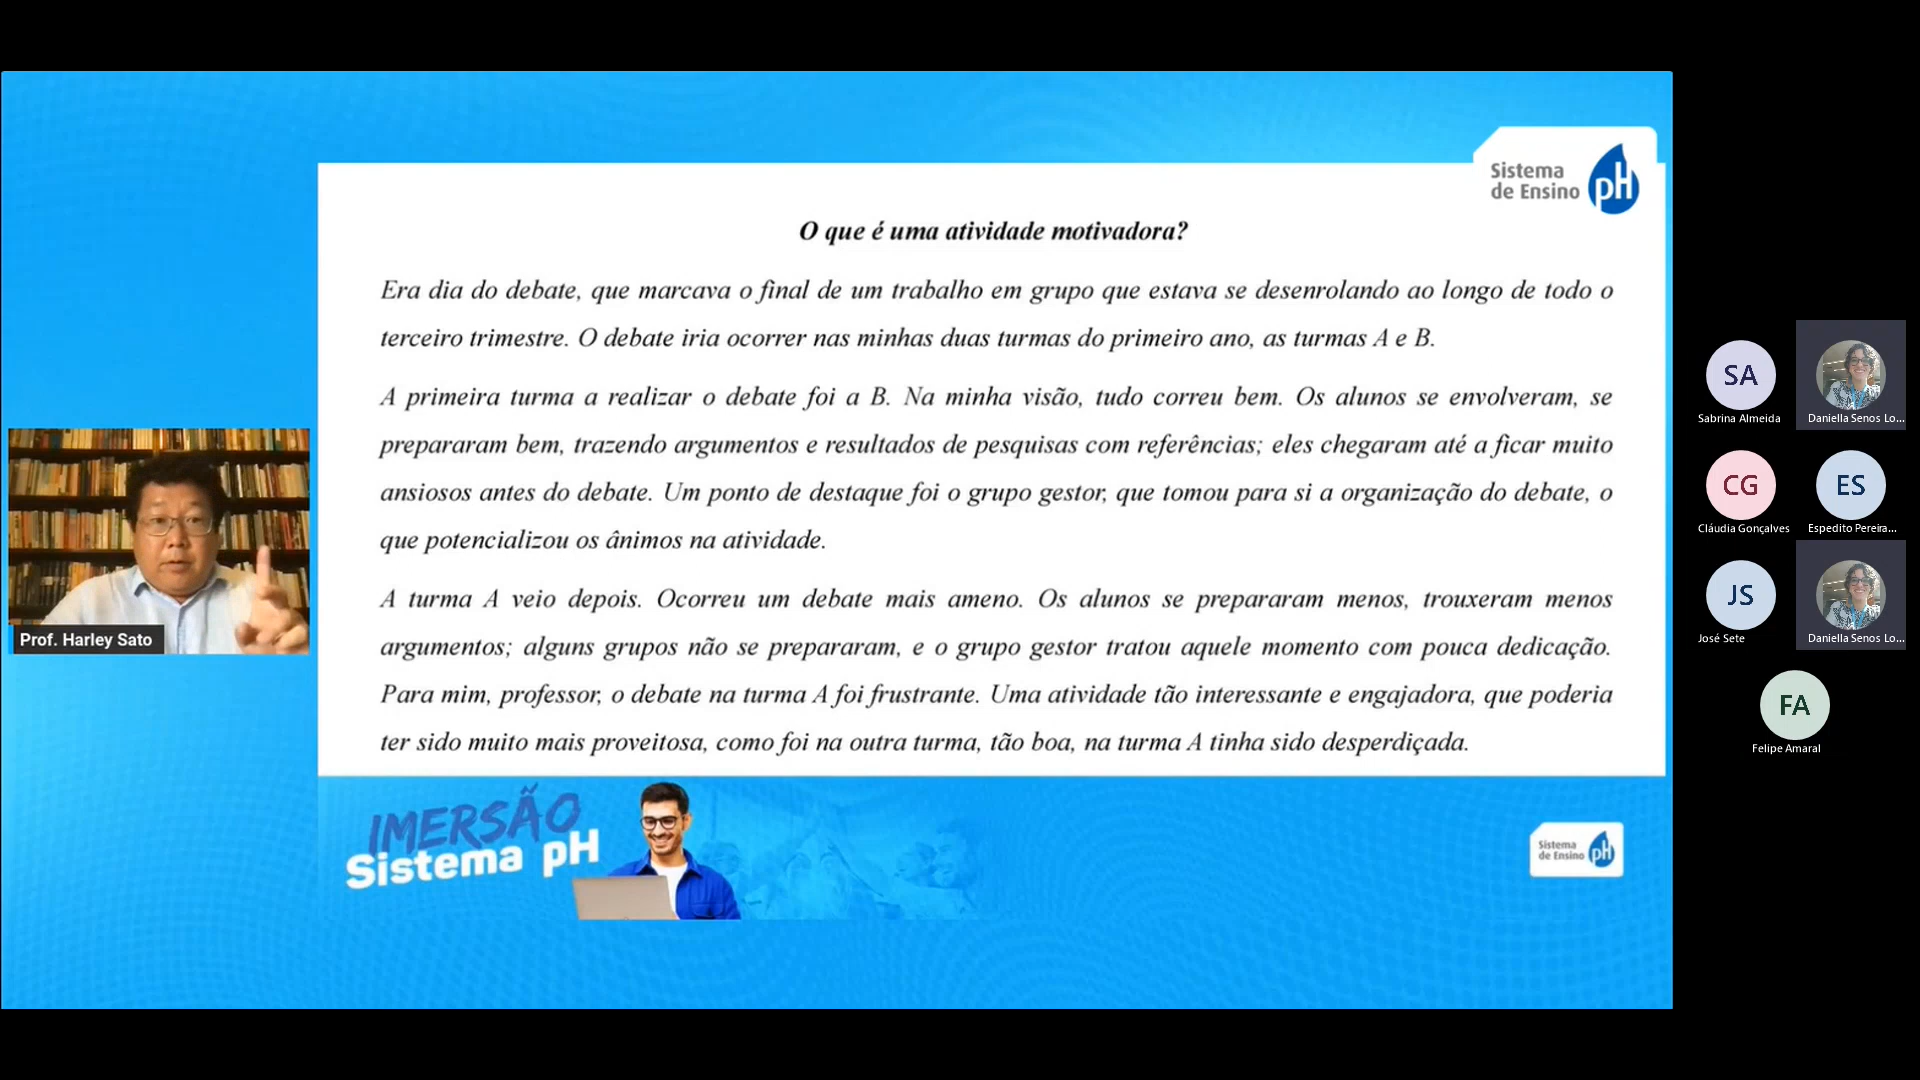 Sistema
de Ensino pH
O que é uma atividade motivadora?
Era dia do debate, que marcava o final de um trabalho em grupo que estava se desenrolando ao longo de todo o
terceiro trimestre. O debate iria ocorrer nas minhas duas turmas do primeiro ano, as turmas A e B.
A primeira turma a realizar o debate foi a B. Na minha visão, tudo correu bem. Os alunos se envolveram, se
prepararam bem, trazendo argumentos e resultados de pesquisas com referências; eles chegaram até a ficar muito
ansiosos antes do debate. Um ponto de destaque foi o grupo gestor, que tomou para si a organização do debate, o
que potencializou os ânimos na atividade.
A turma A veio depois. Ocorreu um debate mais ameno. Os alunos se prepararam menos, trouxeram menos
argumentos; alguns grupos não se prepararam, e o grupo gestor tratou aquele momento com pouca dedicação.
Para mim, professor, o debate na turma A foi frustrante. Uma atividade tão interessante e engajadora, que poderia
ter sido muito mais proveitosa, como foi na outra turma, tão boa, na turma A tinha sido desperdiçada.
Prof. Harley Sato
IMERSÃO
Sistema pH
Sistema
de Ensino pH
SA
Sabrina Almeida
Daniella Senos Lo...
CG
Cláudia Gonçalves
ES
Espedito Pereira...
JS
José Sete
Daniella Senos Lo...
FA
Felipe Amaral